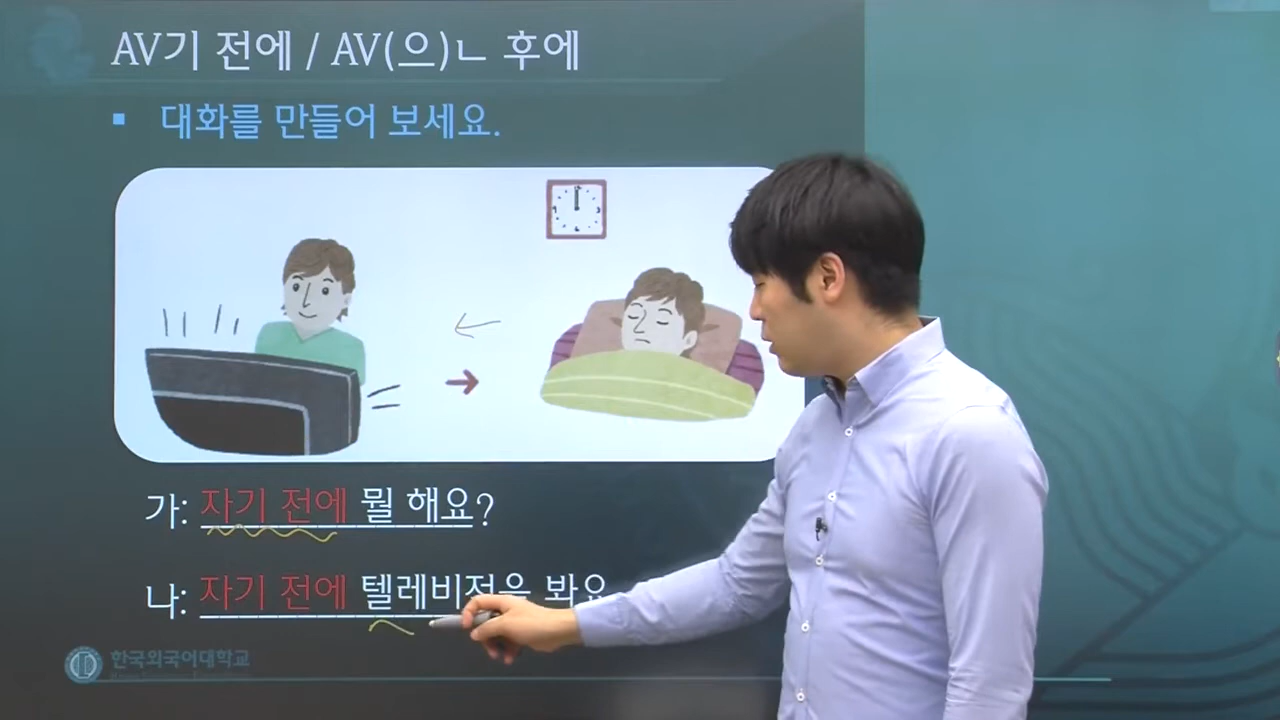 AV기 전에 / AV(으)ㄴ 후에
▪ 대화를 만들어 보세요.
가: 자기 전에 뭘 해요?
나: 자기 전에 텔레비전을 봐요
한국외국어대학교